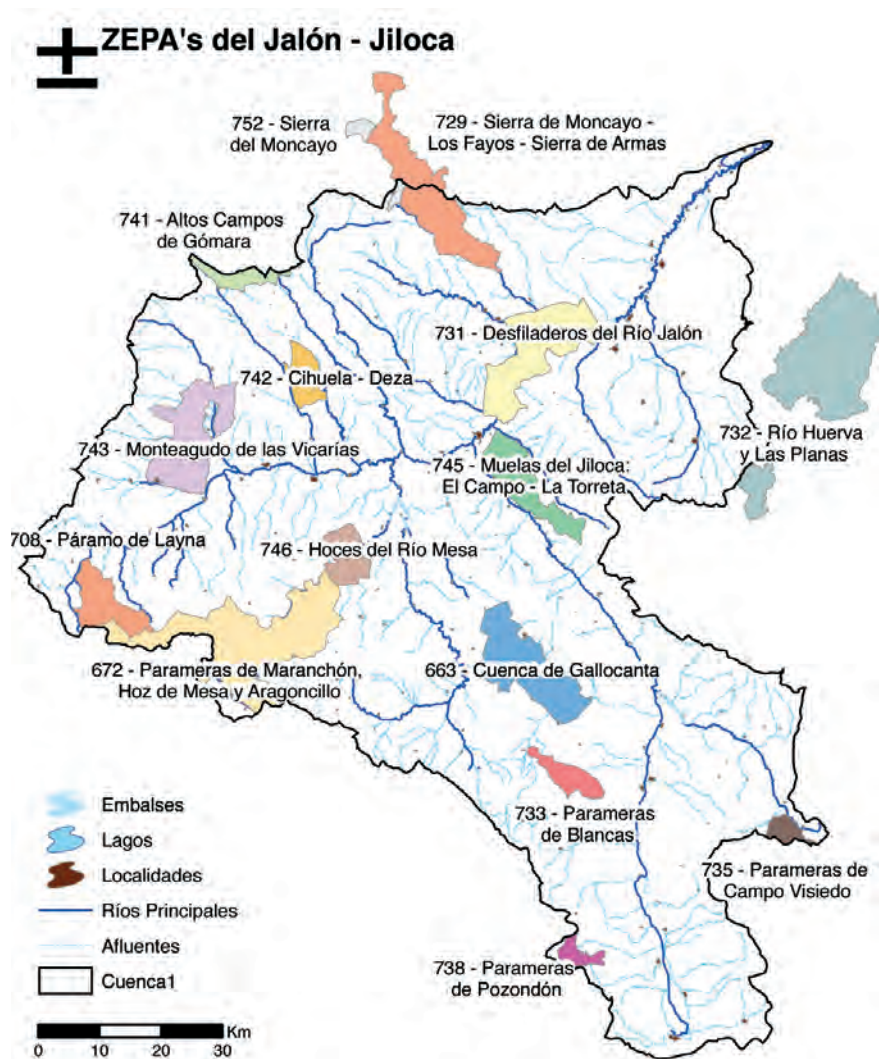 ZEPA's del Jalón - Jiloca
752 - Sierra
del Moncayo
729 - Sierra de Moncayo -
Los Fayos - Sierra de Armas
741 - Altos Campos
de Gómara
731 - Desfiladeros del Río Jalón
742 - Cihuela - Deza
732 - Río Huerva
y Las Planas
743 - Monteagudo de las Vicarías
745 - Muelas del Jiloca:
El Campo - La Torreta
708 - Páramo de Layna
746 - Hoces del Río Mesa
672 - Parameras de Maranchón,
Hoz de Mesa y Aragoncillo
663 - Cuenca de Gallocanta
733 - Parameras
de Blancas
735 - Parameras de
Campo Visiedo
738 - Parameras
de Pozondón
Embalses
Lagos
Localidades
Ríos Principales
Afluentes
Cuenca1
Km
0 10 20 30